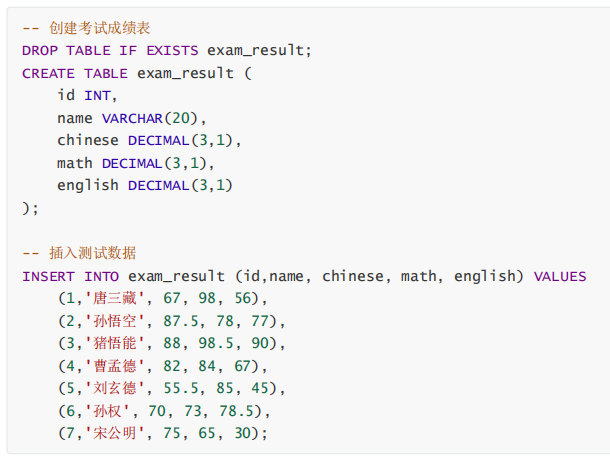 -- 创建考试成绩表
DROP TABLE IF EXISTS exam_result;
CREATE TABLE exam_result (
    id INT,
    name VARCHAR(20),
    chinese DECIMAL(3,1),
    math DECIMAL(3,1),
    english DECIMAL(3,1)
);
-- 插入测试数据
INSERT INTO exam_result (id,name, chinese, math, english) VALUES
    (1,'唐三藏', 67, 98, 56),
    (2,'孙悟空', 87.5, 78, 77),
    (3,'猪悟能', 88, 98.5, 90),
    (4,'曹孟德', 82, 84, 67),
    (5,'刘玄德', 55.5, 85, 45),
    (6,'孙权', 70, 73, 78.5),
    (7,'宋公明', 75, 65, 30);